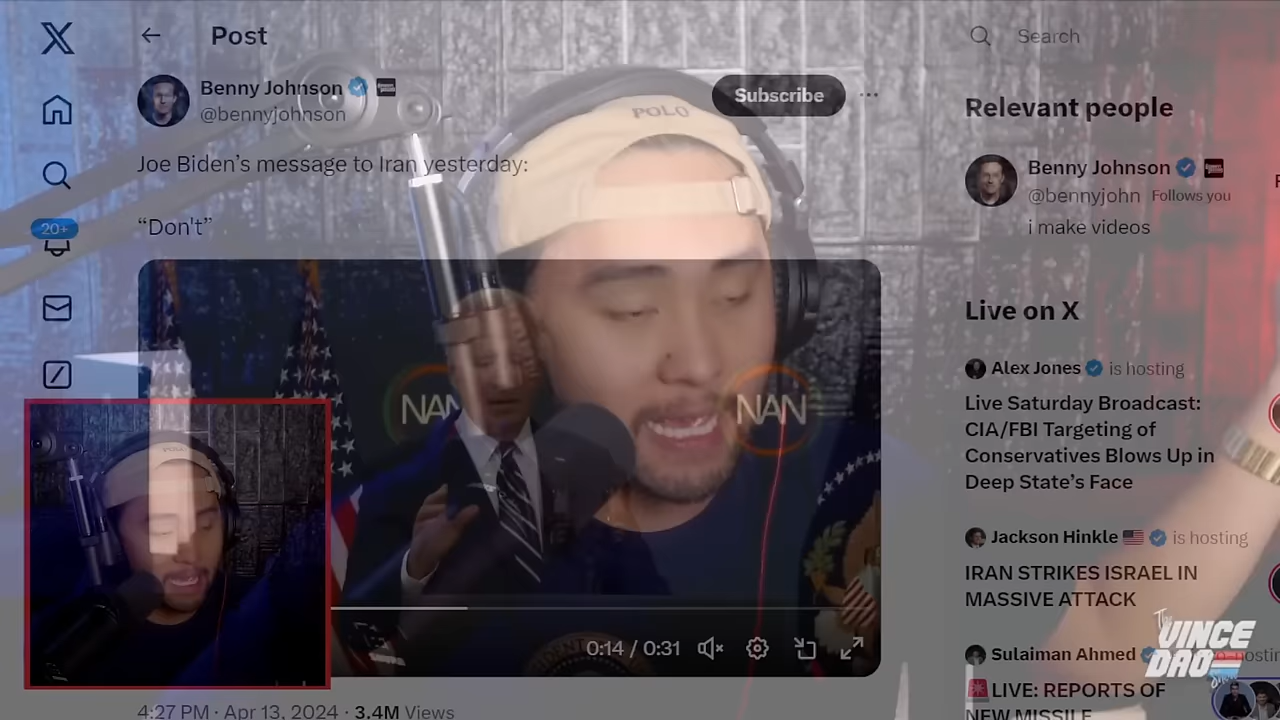 Post
Search
Benny Johnson
@bennyjohnson
Subscribe
Joe Biden’s message to Iran yesterday:
“Don't”
20+
POLO
NAN
NAN
0:14 / 0:31
4:27 PM · Apr 13, 2024 · 3.4M Views
Relevant people
Benny Johnson
@bennyjohn
Follows you
i make videos
Live on X
Alex Jones is hosting
Live Saturday Broadcast:
CIA/FBI Targeting of
Conservatives Blows Up in
Deep State’s Face
Jackson Hinkle is hosting
IRAN STRIKES ISRAEL IN
MASSIVE ATTACK
Sulaiman Ahmed
LIVE: REPORTS OF
NEW MISSILE
The
VINCE
DAO
Show